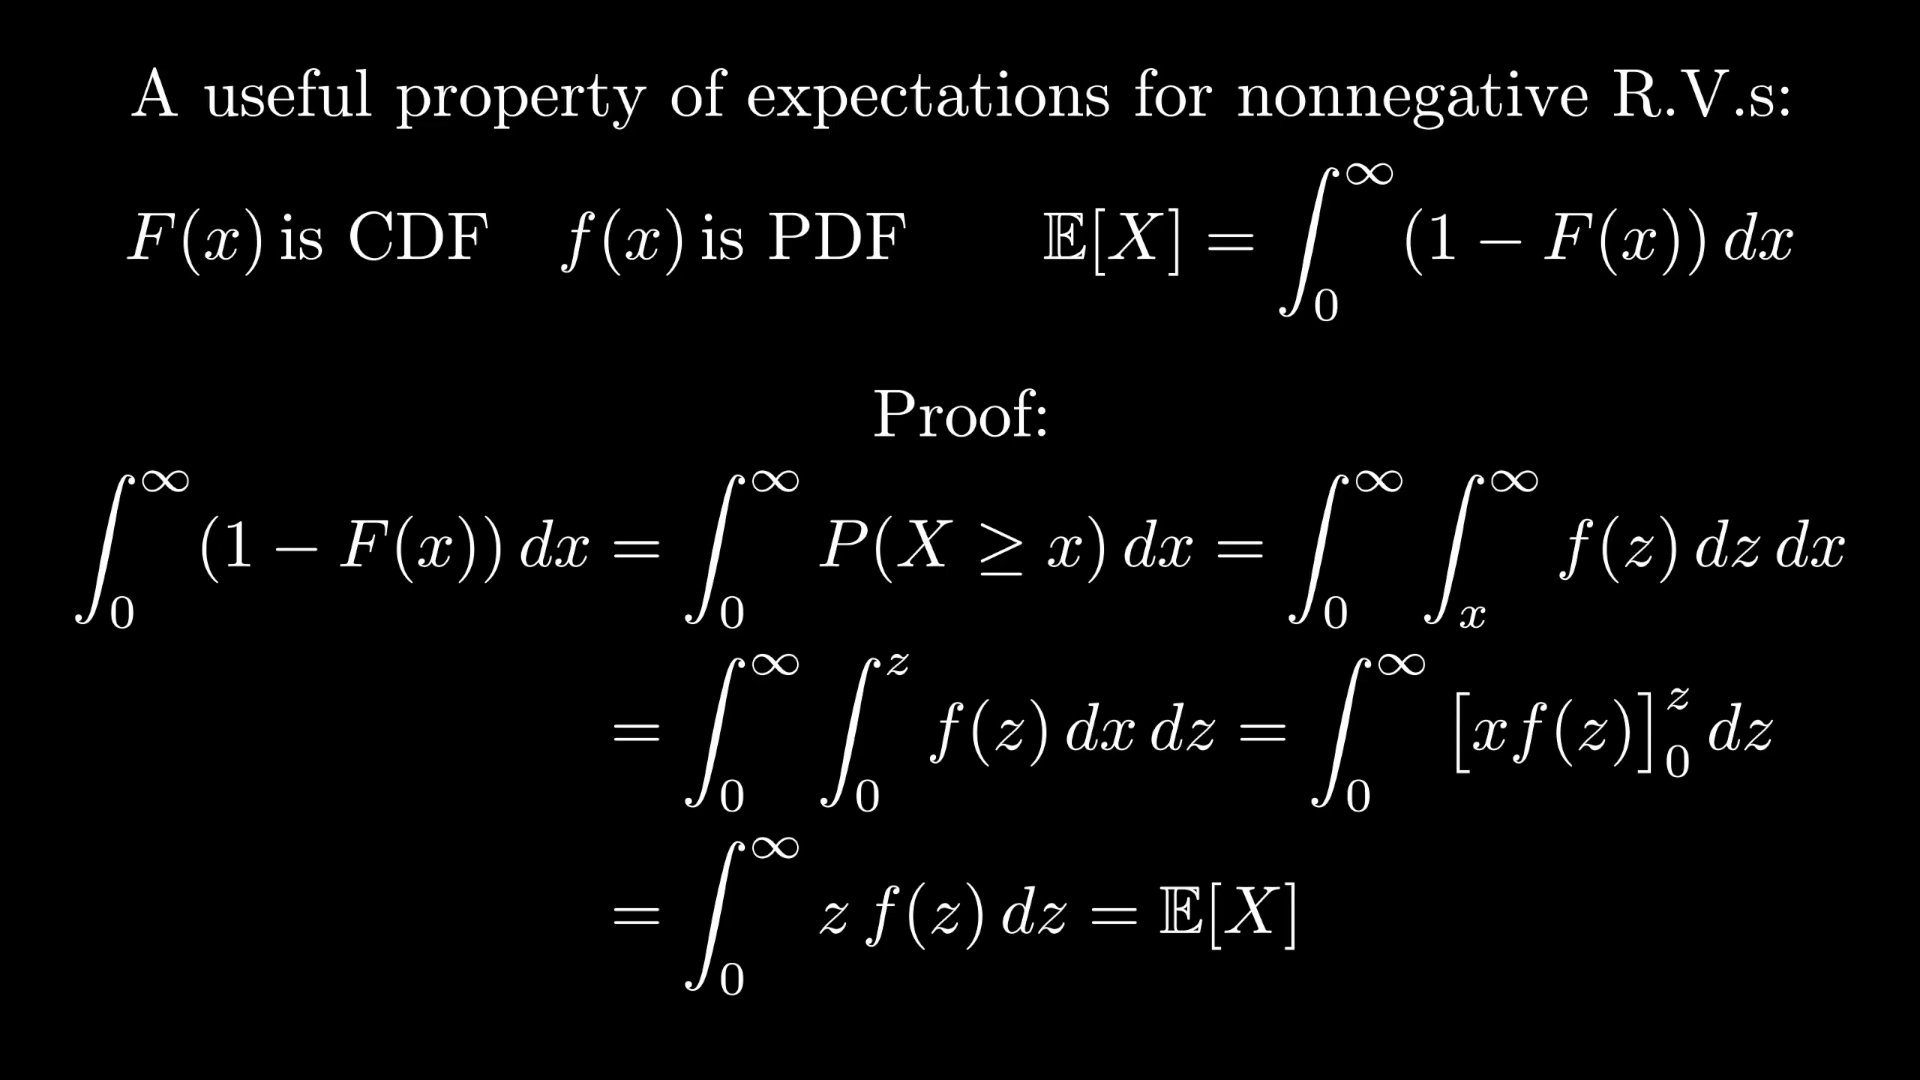 A useful property of expectations for nonnegative R.V.s:
F(x) is CDF f(x) is PDF 𝔼[X] = ∫₀^∞ (1 − F(x)) dx
Proof:
∫₀^∞ (1 − F(x)) dx = ∫₀^∞ P(X ≥ x) dx = ∫₀^∞ ∫ₓ^∞ f(z) dz dx
= ∫₀^∞ ∫₀^z f(z) dx dz = ∫₀^∞ [xf(z)]₀^z dz
= ∫₀^∞ z f(z) dz = 𝔼[X]